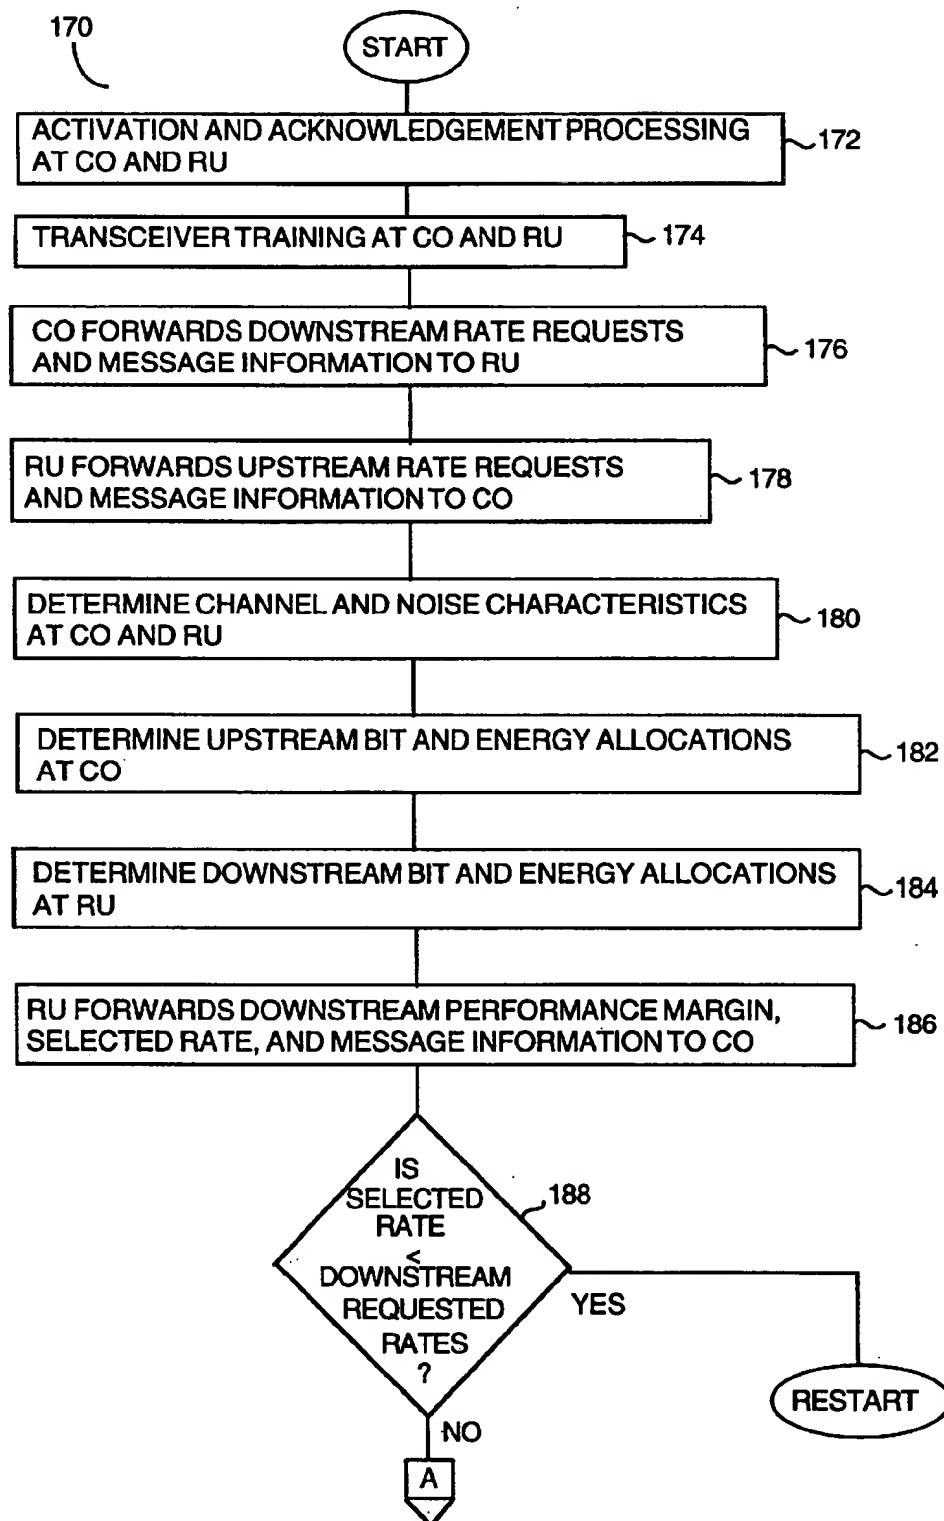 170
START
ACTIVATION AND ACKNOWLEDGEMENT PROCESSING
AT CO AND RU
172
TRANSCEIVER TRAINING AT CO AND RU
174
CO FORWARDS DOWNSTREAM RATE REQUESTS
AND MESSAGE INFORMATION TO RU
176
RU FORWARDS UPSTREAM RATE REQUESTS
AND MESSAGE INFORMATION TO CO
178
DETERMINE CHANNEL AND NOISE CHARACTERISTICS
AT CO AND RU
180
DETERMINE UPSTREAM BIT AND ENERGY ALLOCATIONS
AT CO
182
DETERMINE DOWNSTREAM BIT AND ENERGY ALLOCATIONS
AT RU
184
RU FORWARDS DOWNSTREAM PERFORMANCE MARGIN,
SELECTED RATE, AND MESSAGE INFORMATION TO CO
186
IS
SELECTED
RATE
<
DOWNSTREAM
REQUESTED
RATES
?
188
YES
RESTART
NO
A